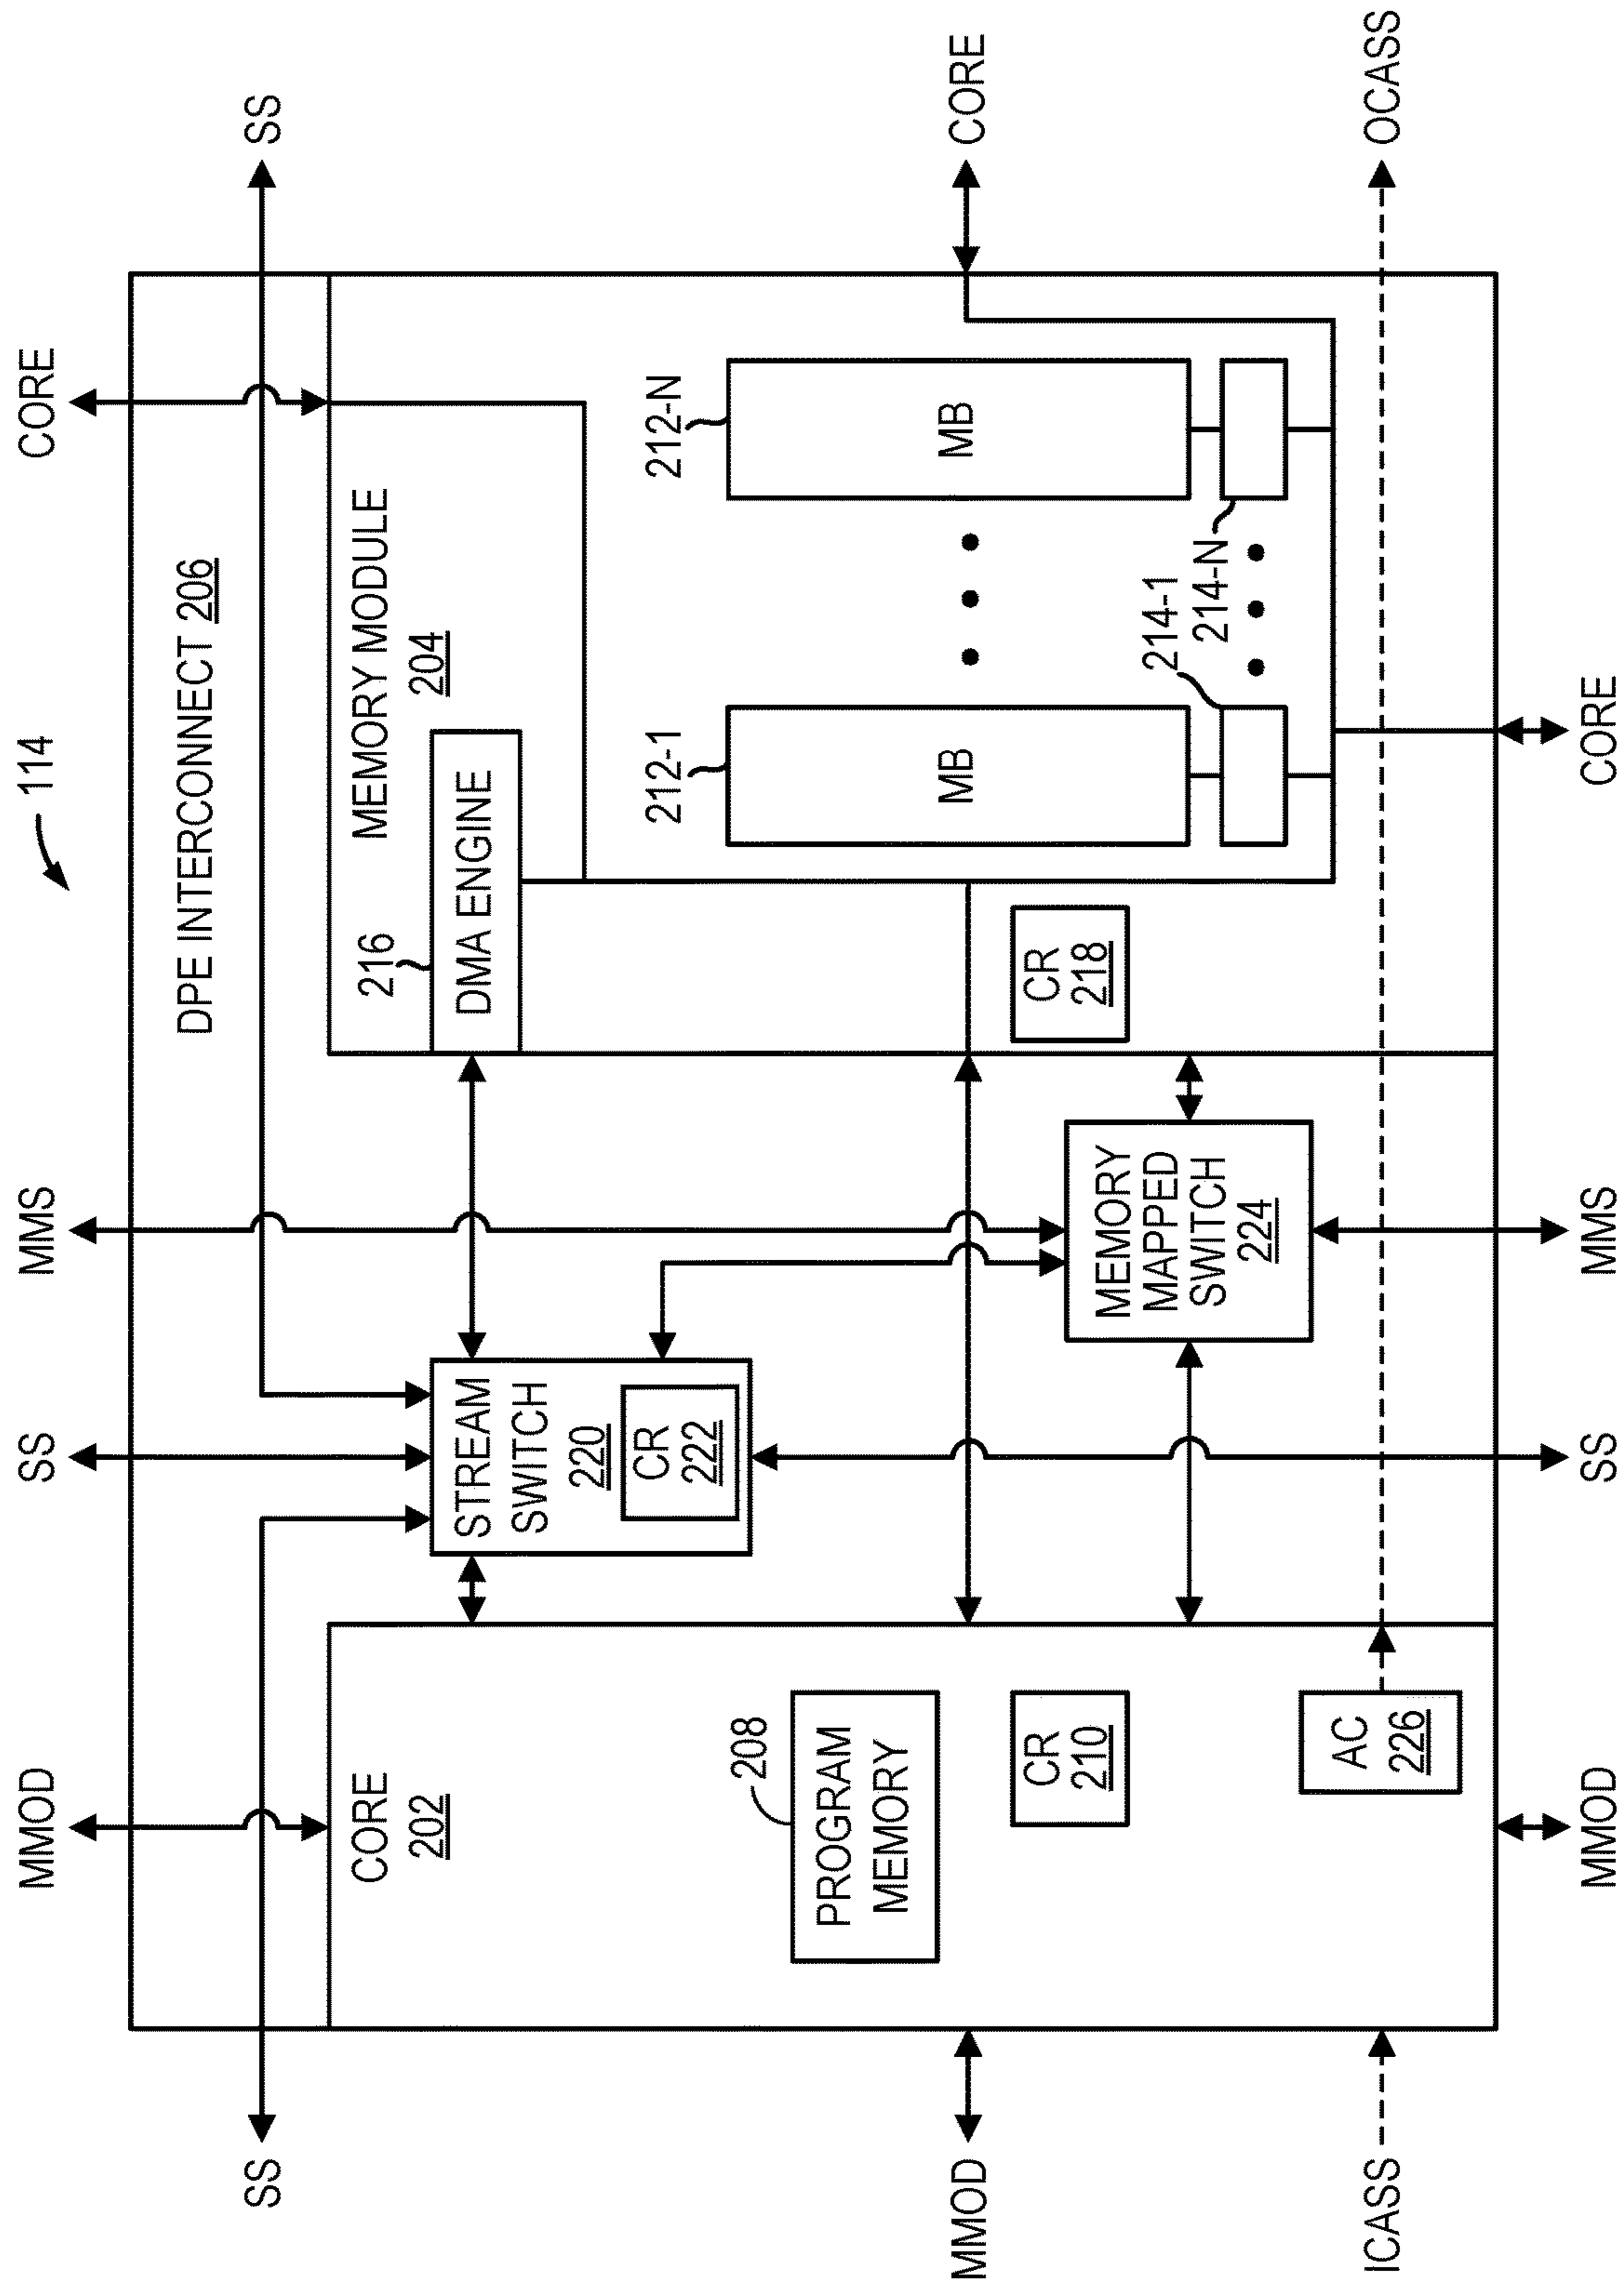 114
MMOD
SS
MMS
CORE
SS
SS
DPE INTERCONNECT 206
CORE
202
STREAM
SWITCH
220
CR
222
216
DMA ENGINE
MEMORY MODULE
204
208
PROGRAM
MEMORY
212-1
212-N
MB
MB
MMOD
CORE
CR
210
MEMORY
MAPPED
SWITCH
224
CR
218
214-1
214-N
AC
226
ICASS
OCASS
MMOD
SS
MMS
CORE